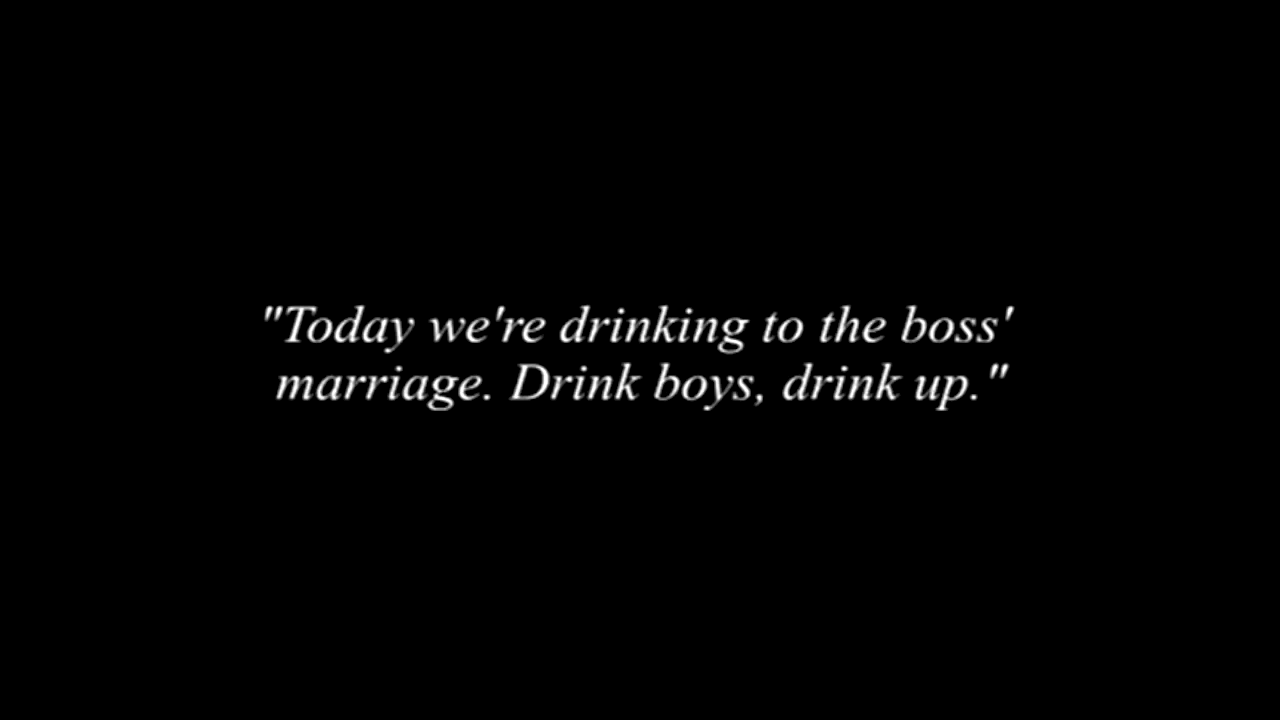 "Today we're drinking to the boss'
marriage. Drink boys, drink up."